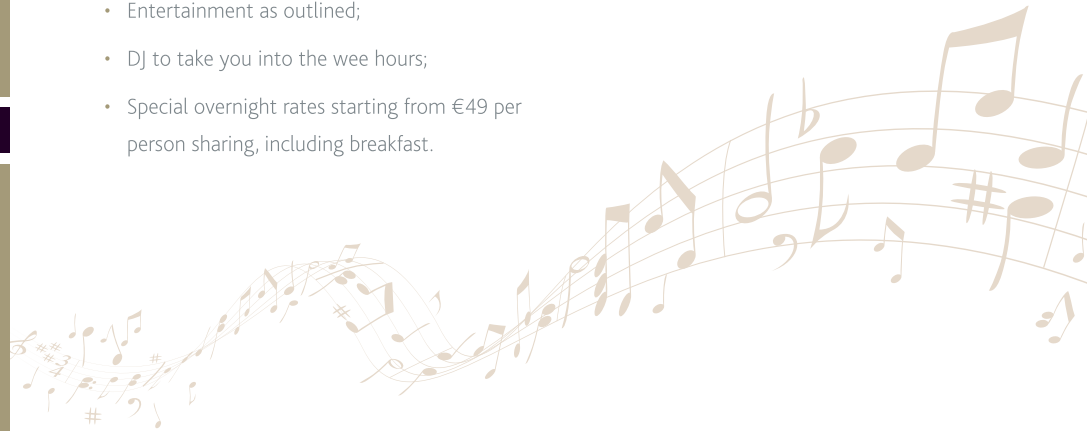 • Entertainment as outlined;
• DJ to take you into the wee hours;
• Special overnight rates starting from €49 per
person sharing, including breakfast.